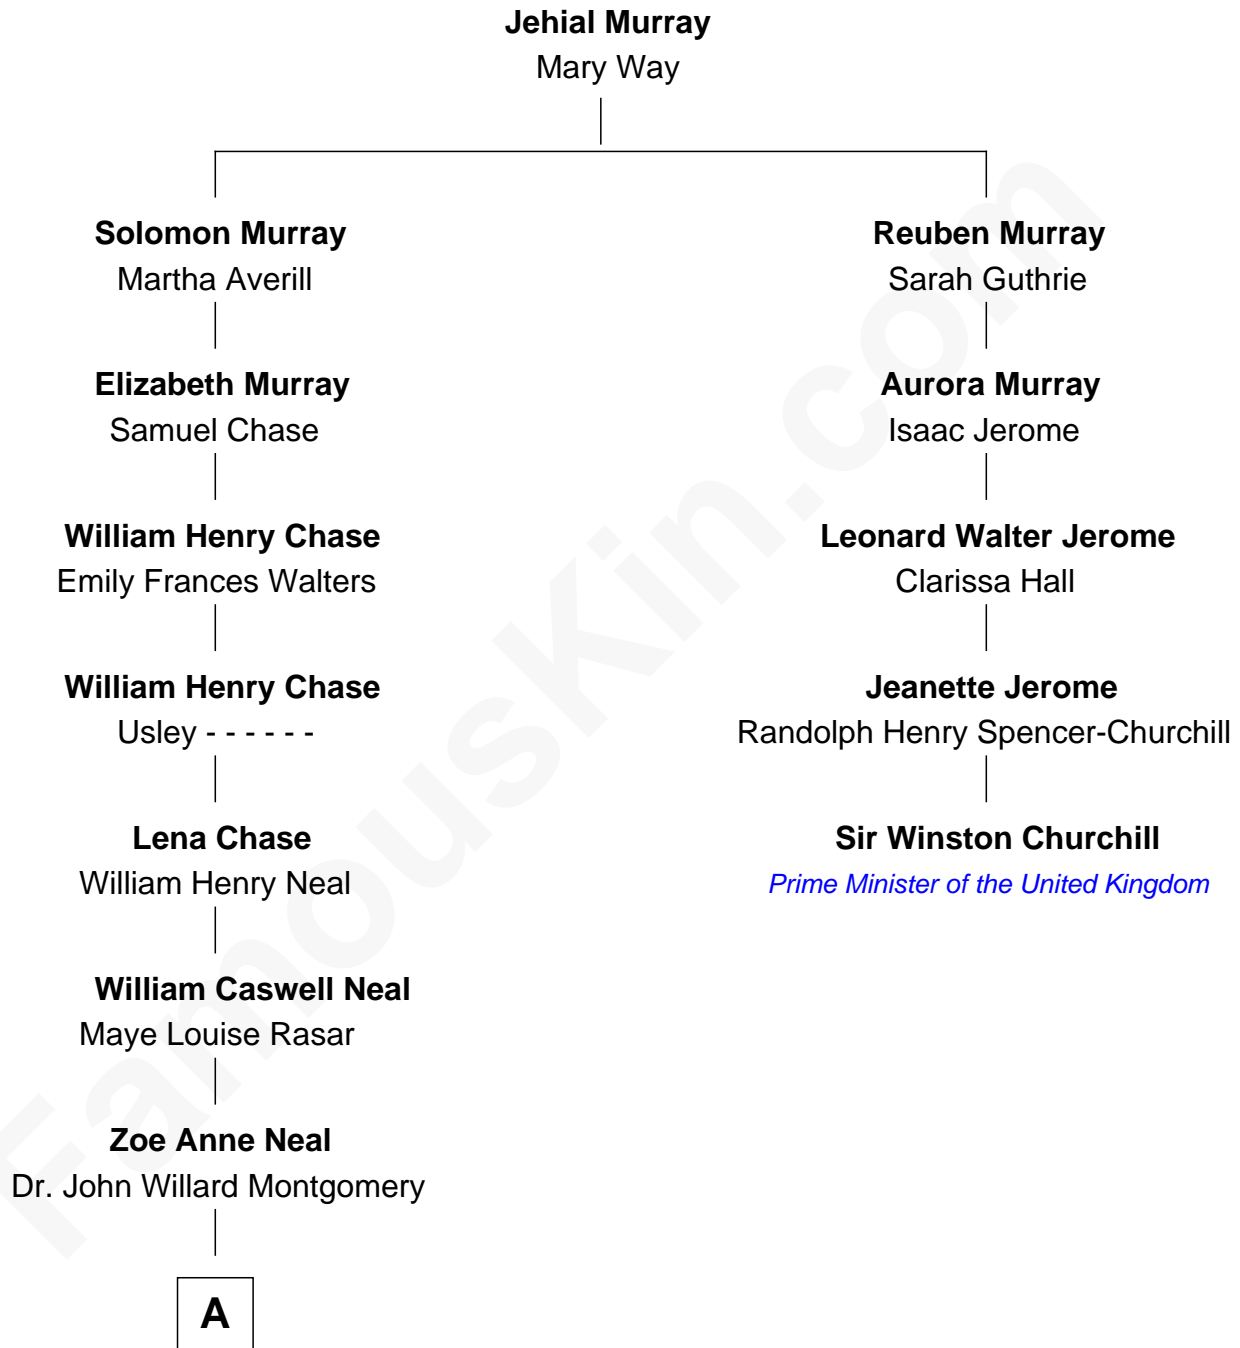 Jehial Murray
Mary Way
Solomon Murray
Martha Averill
Reuben Murray
Sarah Guthrie
Elizabeth Murray
Samuel Chase
Aurora Murray
Isaac Jerome
William Henry Chase
Emily Frances Walters
Leonard Walter Jerome
Clarissa Hall
William Henry Chase
Usley - - - - - -
Jeanette Jerome
Randolph Henry Spencer-Churchill
Lena Chase
William Henry Neal
Sir Winston Churchill
Prime Minister of the United Kingdom
William Caswell Neal
Maye Louise Rasar
Zoe Anne Neal
Dr. John Willard Montgomery
A
FamousKin.com